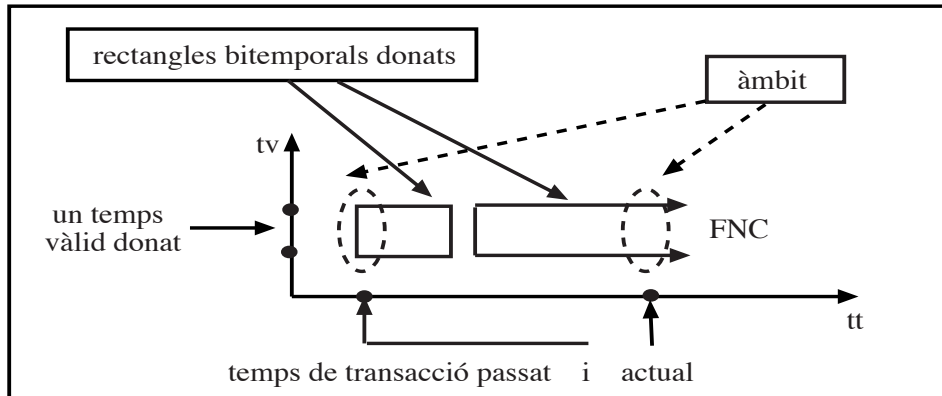 rectangles bitemporals donats
àmbit
tv
un temps
vàlid donat
FNC
tt
temps de transacció passat i actual